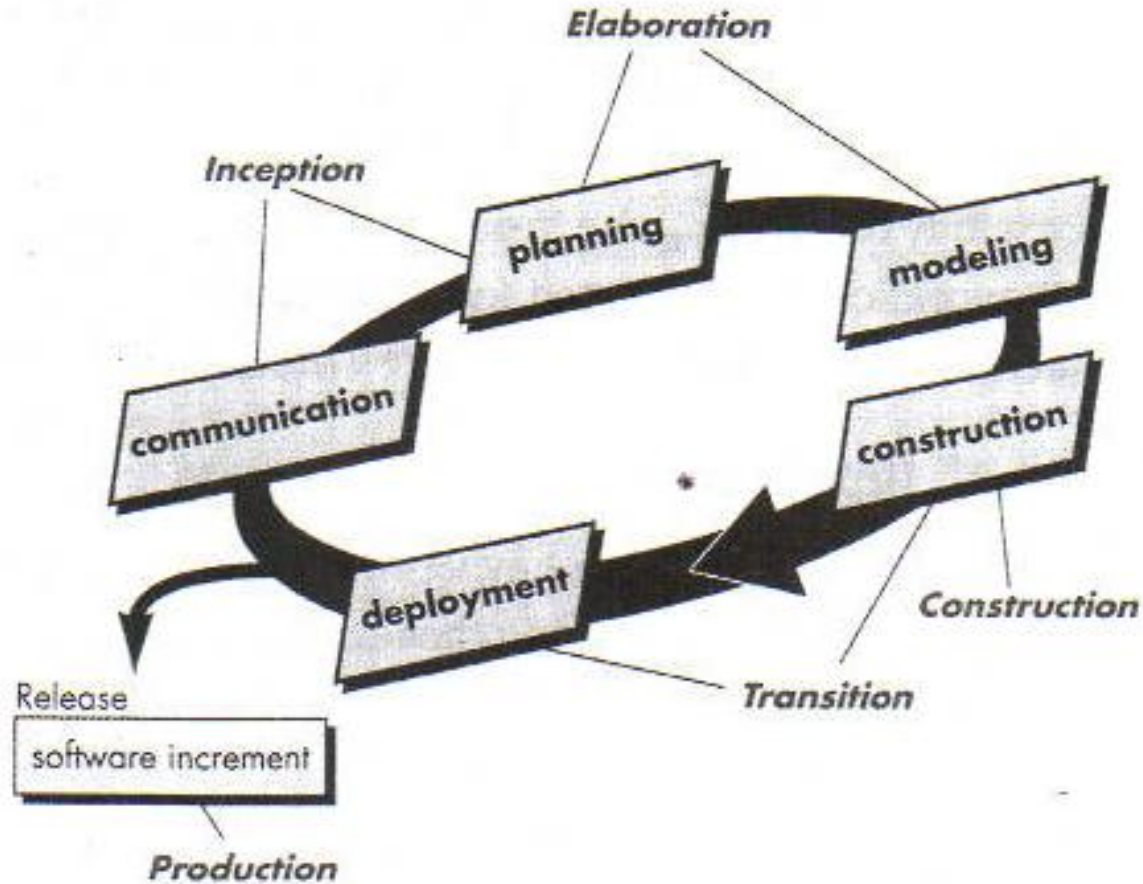 Elaboration
Inception
planning
modeling
communication
construction
deployment
Construction
Transition
Release
software increment
Production